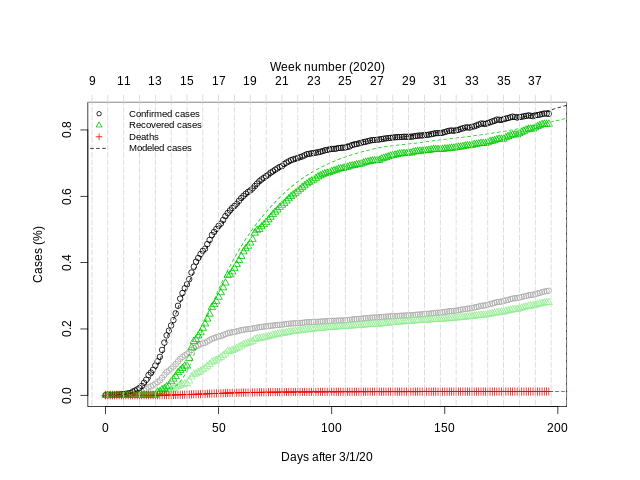 Week number (2020)
9 11 13 15 17 19 21 23 25 27 29 31 33 35 37
Confirmed cases
Recovered cases
Deaths
Modeled cases
Cases (%)
0.8
0.6
0.4
0.2
0.0
0 50 100 150 200
Days after 3/1/20